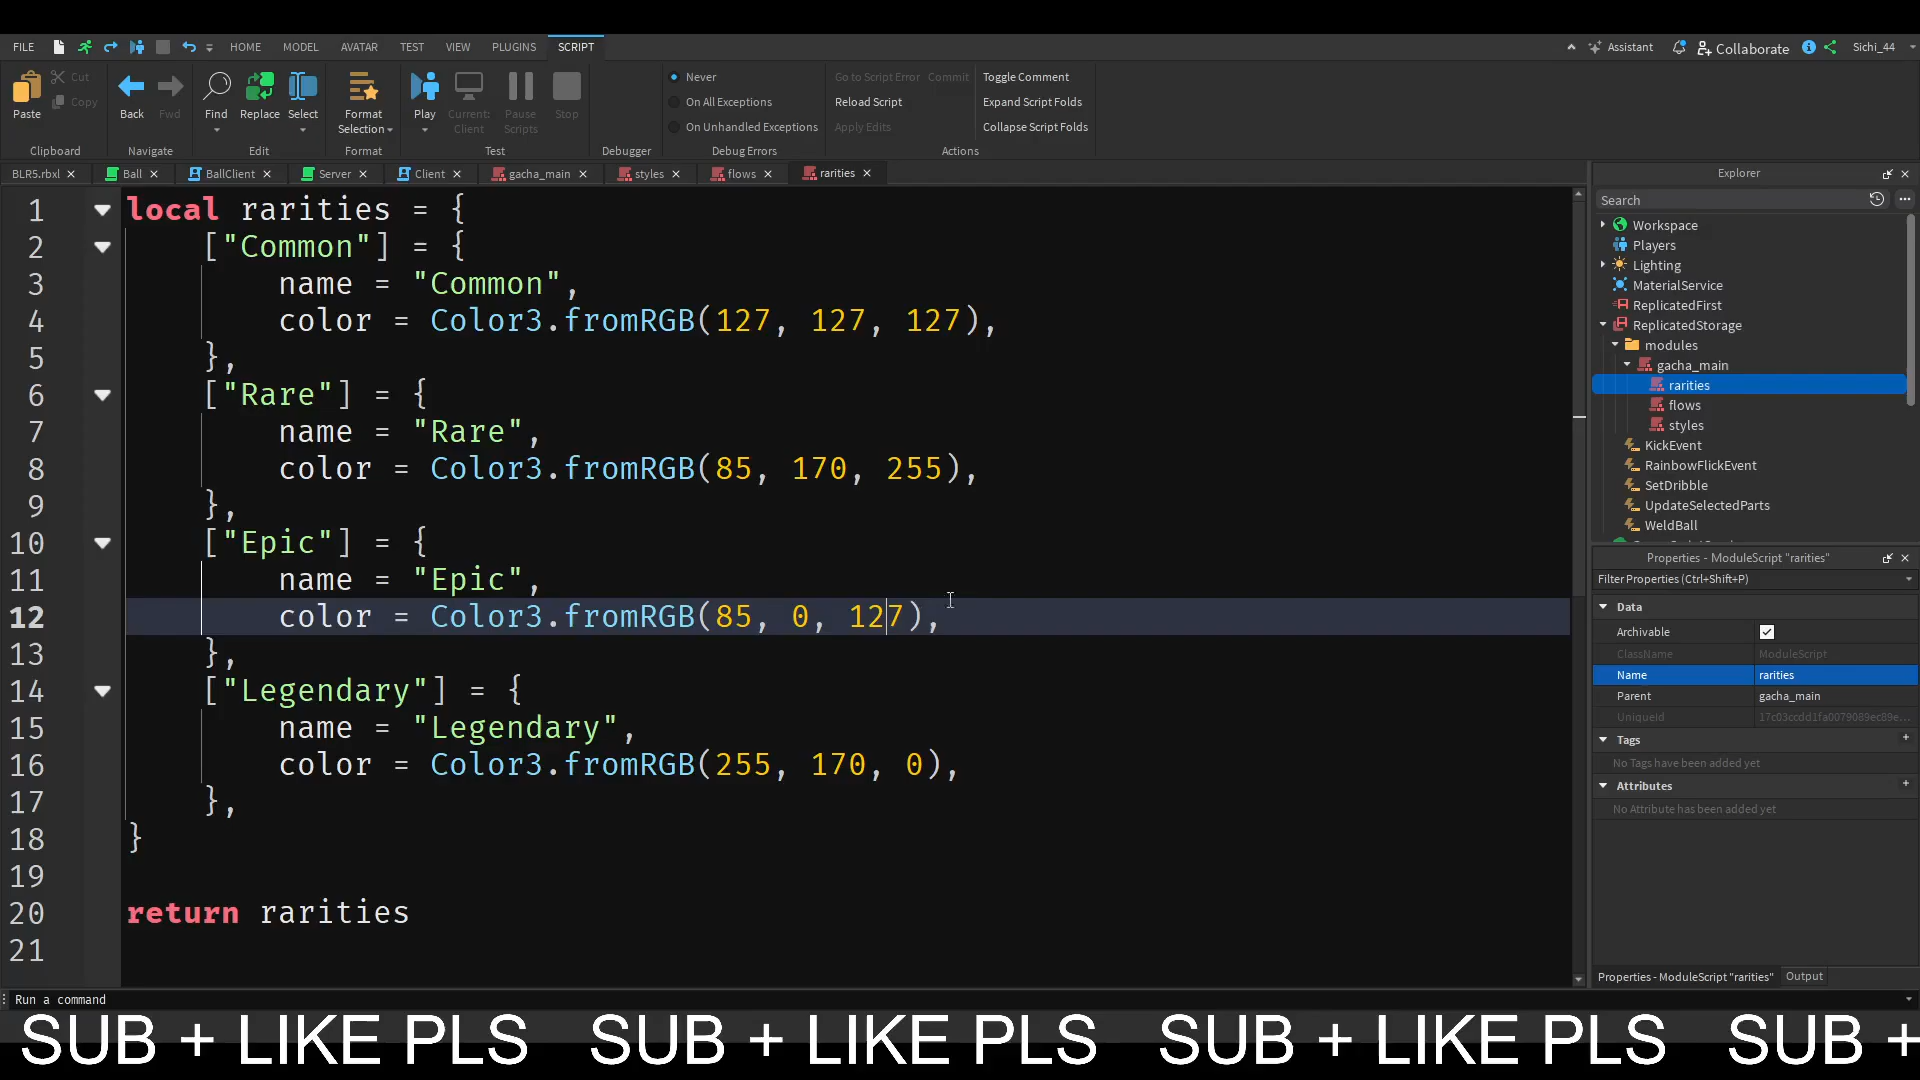 FILE HOME MODEL AVATAR TEST VIEW PLUGINS SCRIPT Assistant Collaborate Sichi_44
Paste Cut Copy
Clipboard
Back Fwd
Navigate
Find Replace Select
Edit
Format Selection
Format
Play Current: Client Pause Scripts Stop
Test
Debugger
Never
On All Exceptions
On Unhandled Exceptions
Debug Errors
Go to Script Error Commit
Reload Script
Apply Edits
Toggle Comment
Expand Script Folds
Collapse Script Folds
Actions
BLR5.rbxl Ball BallClient Server Client gacha_main styles flows rarities
1 local rarities = {
2 ["Common"] = {
3 name = "Common",
4 color = Color3.fromRGB(127, 127, 127),
5 },
6 ["Rare"] = {
7 name = "Rare",
8 color = Color3.fromRGB(85, 170, 255),
9 },
10 ["Epic"] = {
11 name = "Epic",
12 color = Color3.fromRGB(85, 0, 127),
13 },
14 ["Legendary"] = {
15 name = "Legendary",
16 color = Color3.fromRGB(255, 170, 0),
17 },
18 }
19
20 return rarities
21
Explorer
Search
Workspace
Players
Lighting
MaterialService
ReplicatedFirst
ReplicatedStorage
modules
gacha_main
rarities
flows
styles
KickEvent
RainbowFlickEvent
SetDribble
UpdateSelectedParts
WeldBall
Properties - ModuleScript "rarities"
Filter Properties (Ctrl+Shift+P)
Data
Archivable
ClassName ModuleScript
Name rarities
Parent gacha_main
UniqueId 17c03ccdd1fa0079089ec89e...
Tags
No Tags have been added yet
Attributes
No Attribute has been added yet
Properties - ModuleScript "rarities" Output
Run a command
SUB + LIKE PLS SUB + LIKE PLS SUB + LIKE PLS SUB +